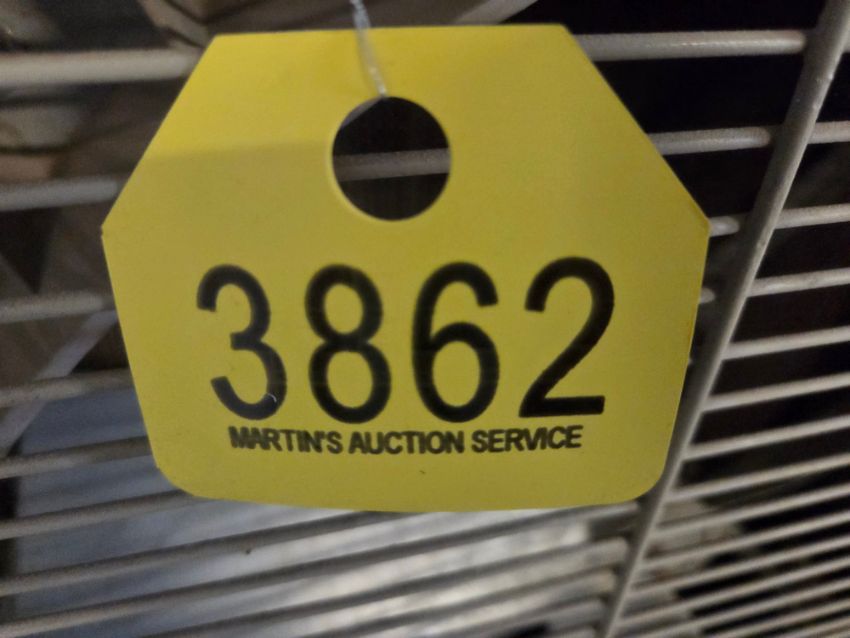 3862
MARTIN'S AUCTION SERVICE